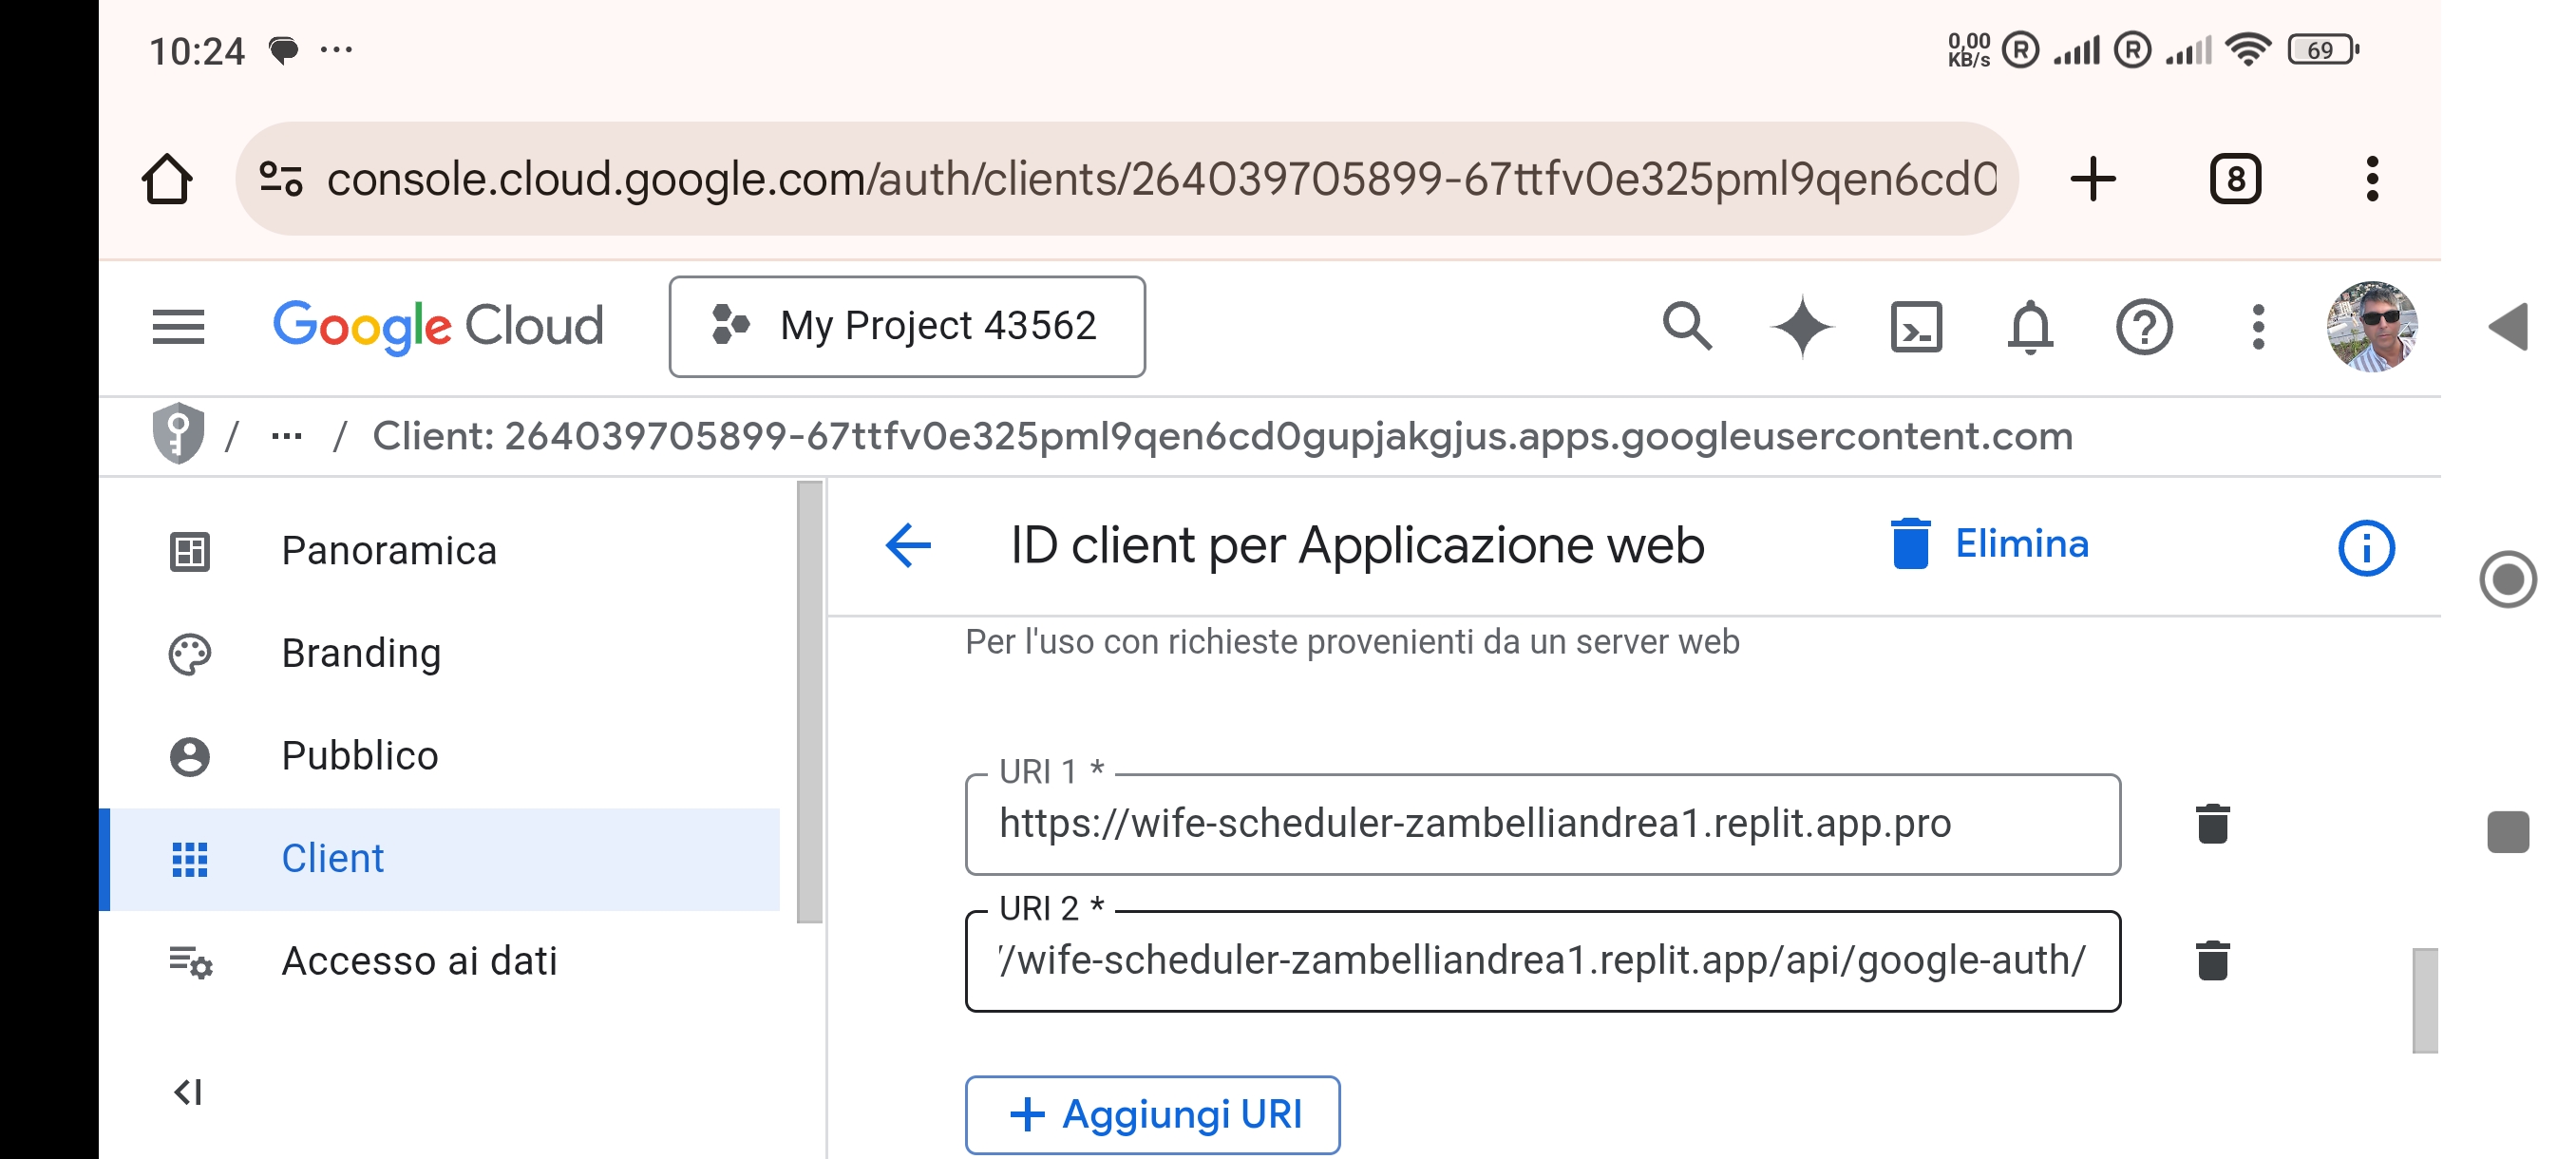 10:24 ...
0,00 KB/s R R 69
console.cloud.google.com/auth/clients/264039705899-67ttfv0e325pml9qen6cd0
8
Google Cloud
My Project 43562
/ ... / Client: 264039705899-67ttfv0e325pml9qen6cd0gupjakgjus.apps.googleusercontent.com
Panoramica
Branding
Pubblico
Client
Accesso ai dati
ID client per Applicazione web
Elimina
Per l'uso con richieste provenienti da un server web
URI 1 *
https://wife-scheduler-zambelliandrea1.replit.app.pro
URI 2 *
//wife-scheduler-zambelliandrea1.replit.app/api/google-auth/
+ Aggiungi URI